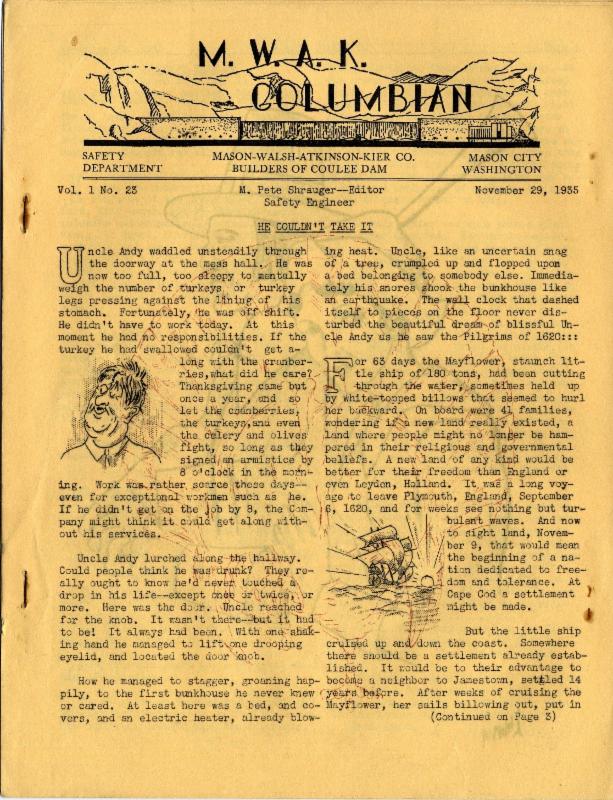 M. W. A. K.
COLUMBIAN
SAFETY
DEPARTMENT
MASON-WALSH-ATKINSON-KIER CO.
BUILDERS OF COULEE DAM
MASON CITY
WASHINGTON
Vol. 1 No. 23
M. Pete Shrauger--Editor
Safety Engineer
November 29, 1935
HE COULDN'T TAKE IT
Uncle Andy waddled unsteadily through
the doorway at the mess hall. He was
now too full, too sleepy to mentally
weigh the number of turkeys or turkey
legs pressing against the lining of his
stomach. Fortunately, he was off shift.
He didn't have to work today. At this
moment he had no responsibilities. If the
turkey he had swallowed couldn't get a-
long with the cranber-
ries, what did he care?
Thanksgiving came but
once a year, and so
let the cranberries,
the turkeys, and even
the celery and olives
fight, so long as they
signed an armistice by
8 o'clock in the morn-
ing. Work was rather scarce these days--
even for exceptional workmen such as he.
If he didn't get on the job by 8, the Com-
pany might think it could get along with-
out his services.
Uncle Andy lurched along the hallway.
Could people think he was drunk? They re-
ally ought to know he'd never touched a
drop in his life--except once or twice, or
more. Here was the door. Uncle reached
for the knob. It wasn't there--but it had
to be! It always had been. With one shak-
ing hand he managed to lift one drooping
eyelid, and located the door knob.
How he managed to stagger, groaning hap-
pily, to the first bunkhouse he never knew
or cared. At least here was a bed, and co-
vers, and an electric heater, already blow-
ing heat. Uncle, like an uncertain snag
of a tree, crumpled up and flopped upon
a bed belonging to somebody else. Immedia-
tely his snores shook the bunkhouse like
an earthquake. The wall clock that dashed
itself to pieces on the floor never dis-
turbed the beautiful dream of blissful Un-
cle Andy us he saw the Pilgrims of 1620:::
For 63 days the Mayflower, staunch lit-
tle ship of 180 tons, had been cutting
through the water, sometimes held up
by white-topped billows that seemed to hurl
her backward. On board were 41 families,
wondering if a new land really existed, a
land where people might no longer be ham-
pered in their religious and governmental
beliefs. A new land of any kind would be
better for their freedom than England or
even Leyden, Holland. It was a long voy-
age to leave Plymouth, England, September
6, 1620, and for weeks see nothing but tur-
bulent waves. And now
to sight land, Novem-
ber 9, that would mean
the beginning of a na-
tion dedicated to free-
dom and tolerance. At
Cape Cod a settlement
might be made.
But the little ship
cruised up and down the coast. Somewhere
there should be a settlement already estab-
lished. It would be to their advantage to
become a neighbor to Jamestown, settled 14
years before. After weeks of cruising the
Mayflower, her sails billowing out, put in
(Continued on Page 3)